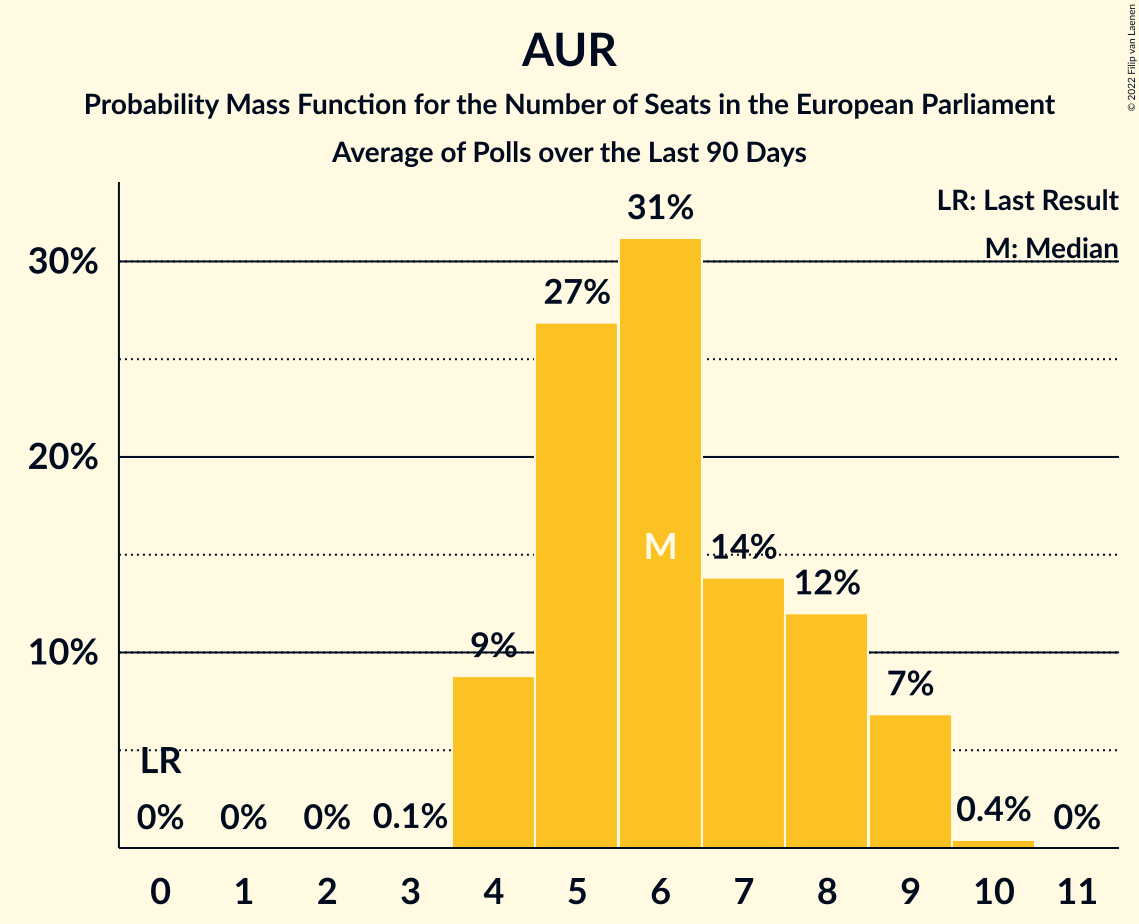 AUR
Probability Mass Function for the Number of Seats in the European Parliament
Average of Polls over the Last 90 Days
© 2022 Filip van Laenen
LR: Last Result
M: Median
30%
20%
10%
LR
0%
0%
0%
0.1%
9%
27%
31%
M
14%
12%
7%
0.4%
0%
0 1 2 3 4 5 6 7 8 9 10 11